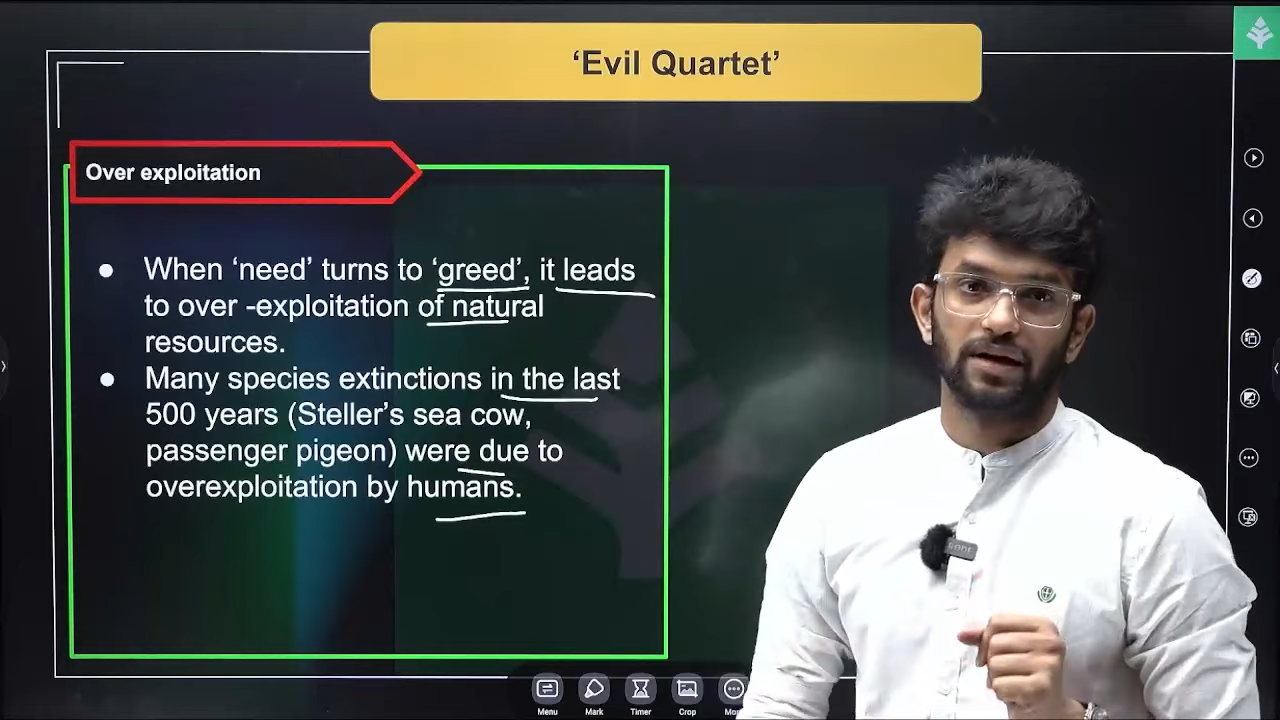 ‘Evil Quartet’
Over exploitation
● When ‘need’ turns to ‘greed’, it leads
to over -exploitation of natural
resources.
● Many species extinctions in the last
500 years (Steller’s sea cow,
passenger pigeon) were due to
overexploitation by humans.
RODE
Menu
Mark
Timer
Crop